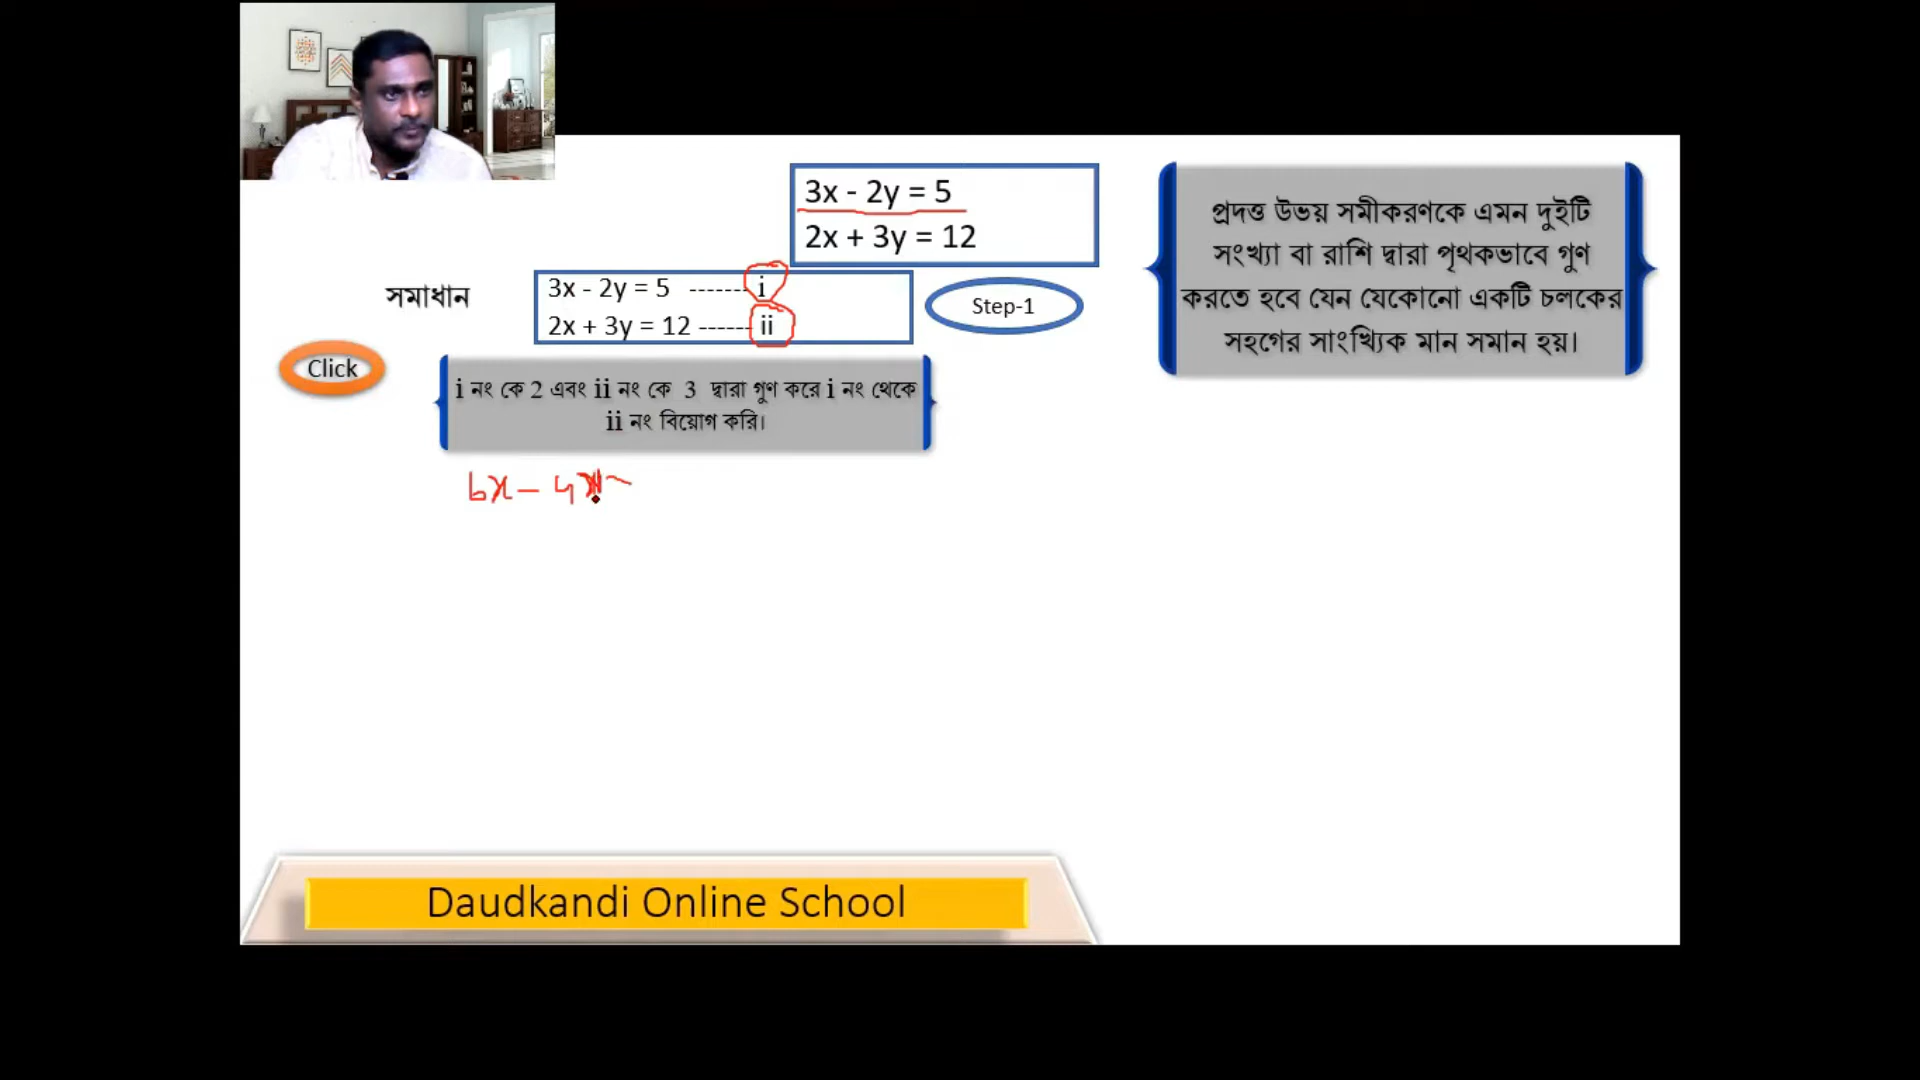 3x - 2y = 5
2x + 3y = 12
প্রদত্ত উভয় সমীকরণকে এমন দুইটি
সংখ্যা বা রাশি দ্বারা পৃথকভাবে গুণ
করতে হবে যেন যেকোনো একটি চলকের
সহগের সাংখ্যিক মান সমান হয়।
সমাধান
3x - 2y = 5 ------- i
2x + 3y = 12 ------ ii
Step-1
Click
i নং কে 2 এবং ii নং কে 3 দ্বারা গুণ করে i নং থেকে
ii নং বিয়োগ করি।
6x - 4
Daudkandi Online School